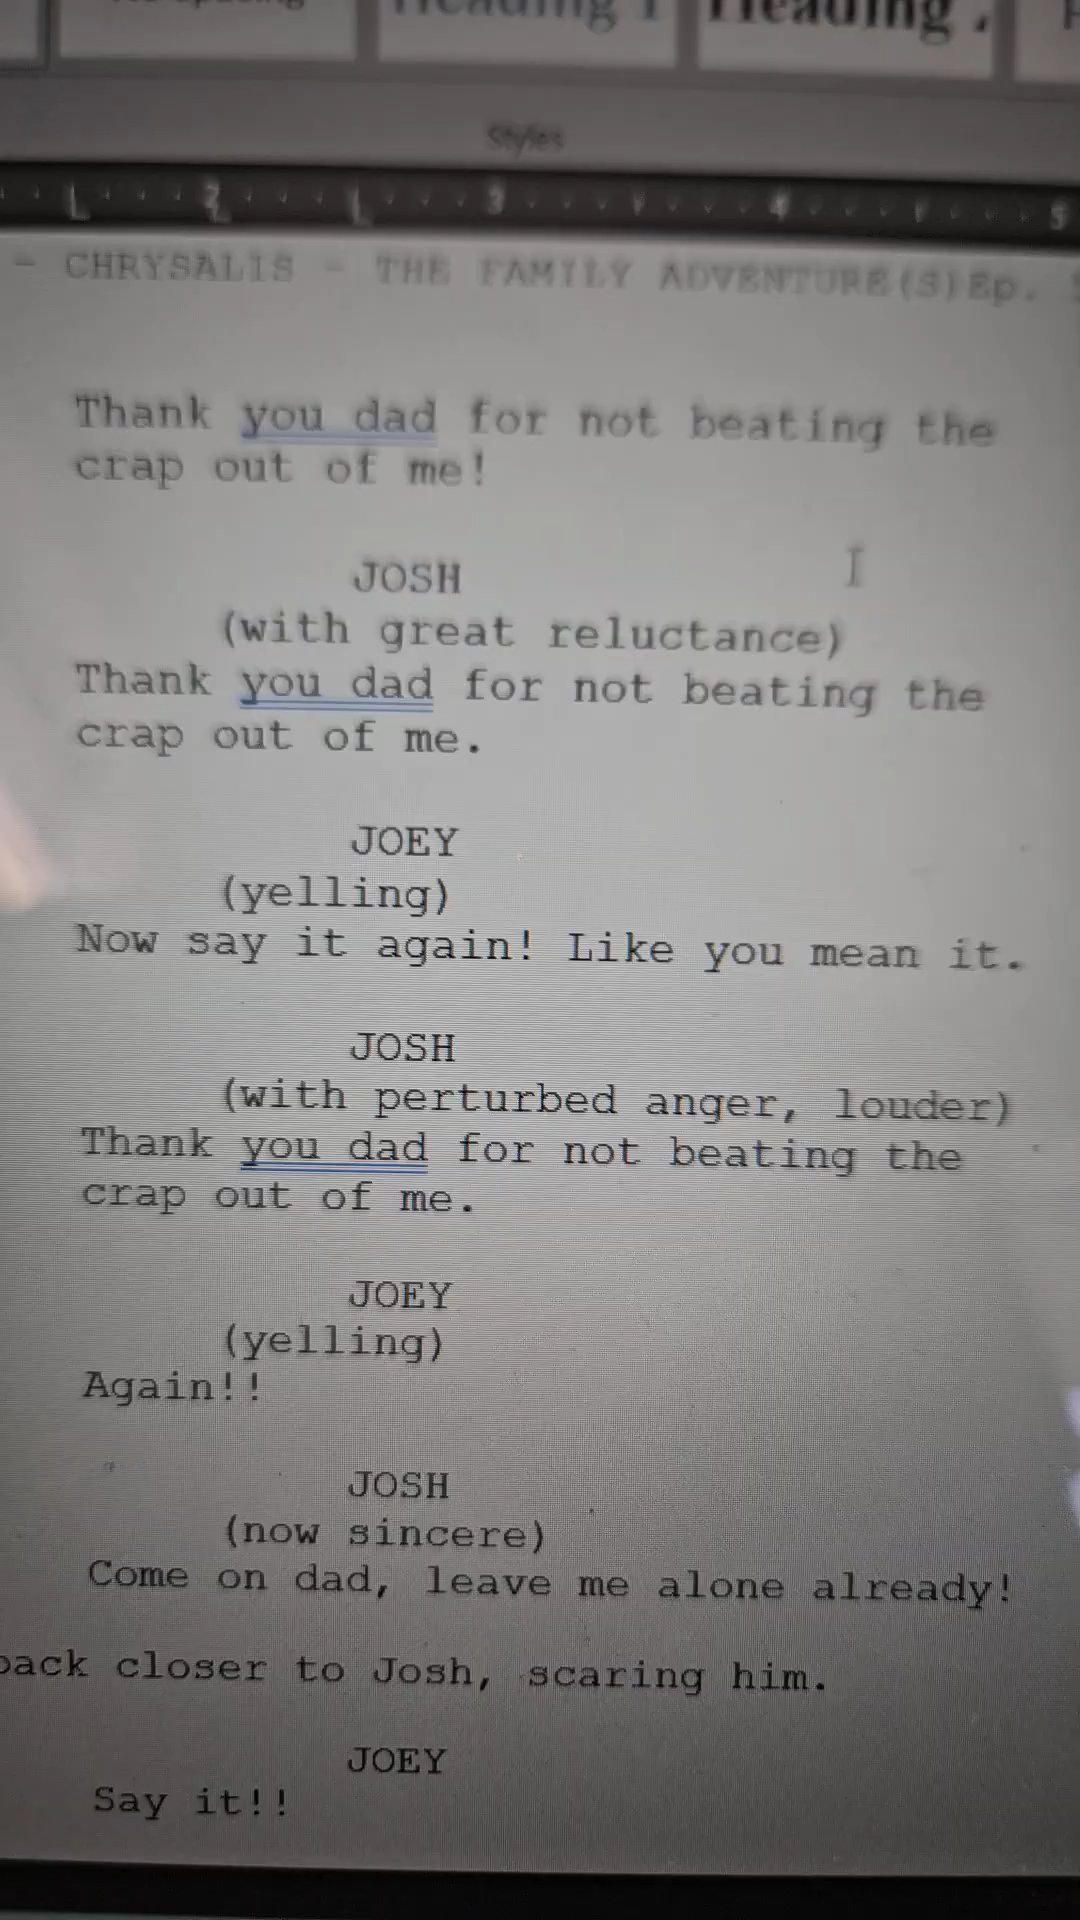 Heading 1
Heading
Styles
- CHRYSALIS - THE FAMILY ADVENTURE(S)Ep.
Thank you dad for not beating the
crap out of me!
JOSH
(with great reluctance)
Thank you dad for not beating the
crap out of me.
JOEY
(yelling)
Now say it again! Like you mean it.
JOSH
(with perturbed anger, louder)
Thank you dad for not beating the
crap out of me.
JOEY
(yelling)
Again!!
JOSH
(now sincere)
Come on dad, leave me alone already!
back closer to Josh, scaring him.
JOEY
Say it!!